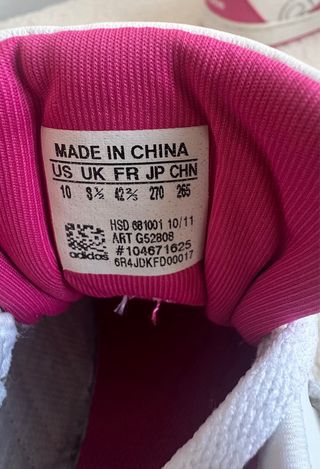 MADE IN CHINA
US UK FR JP CHN
10 8½ 42⅔ 270 265
HSD 681001 10/11
ART G52808
#104671625
adidas 6R4JDKFD00017